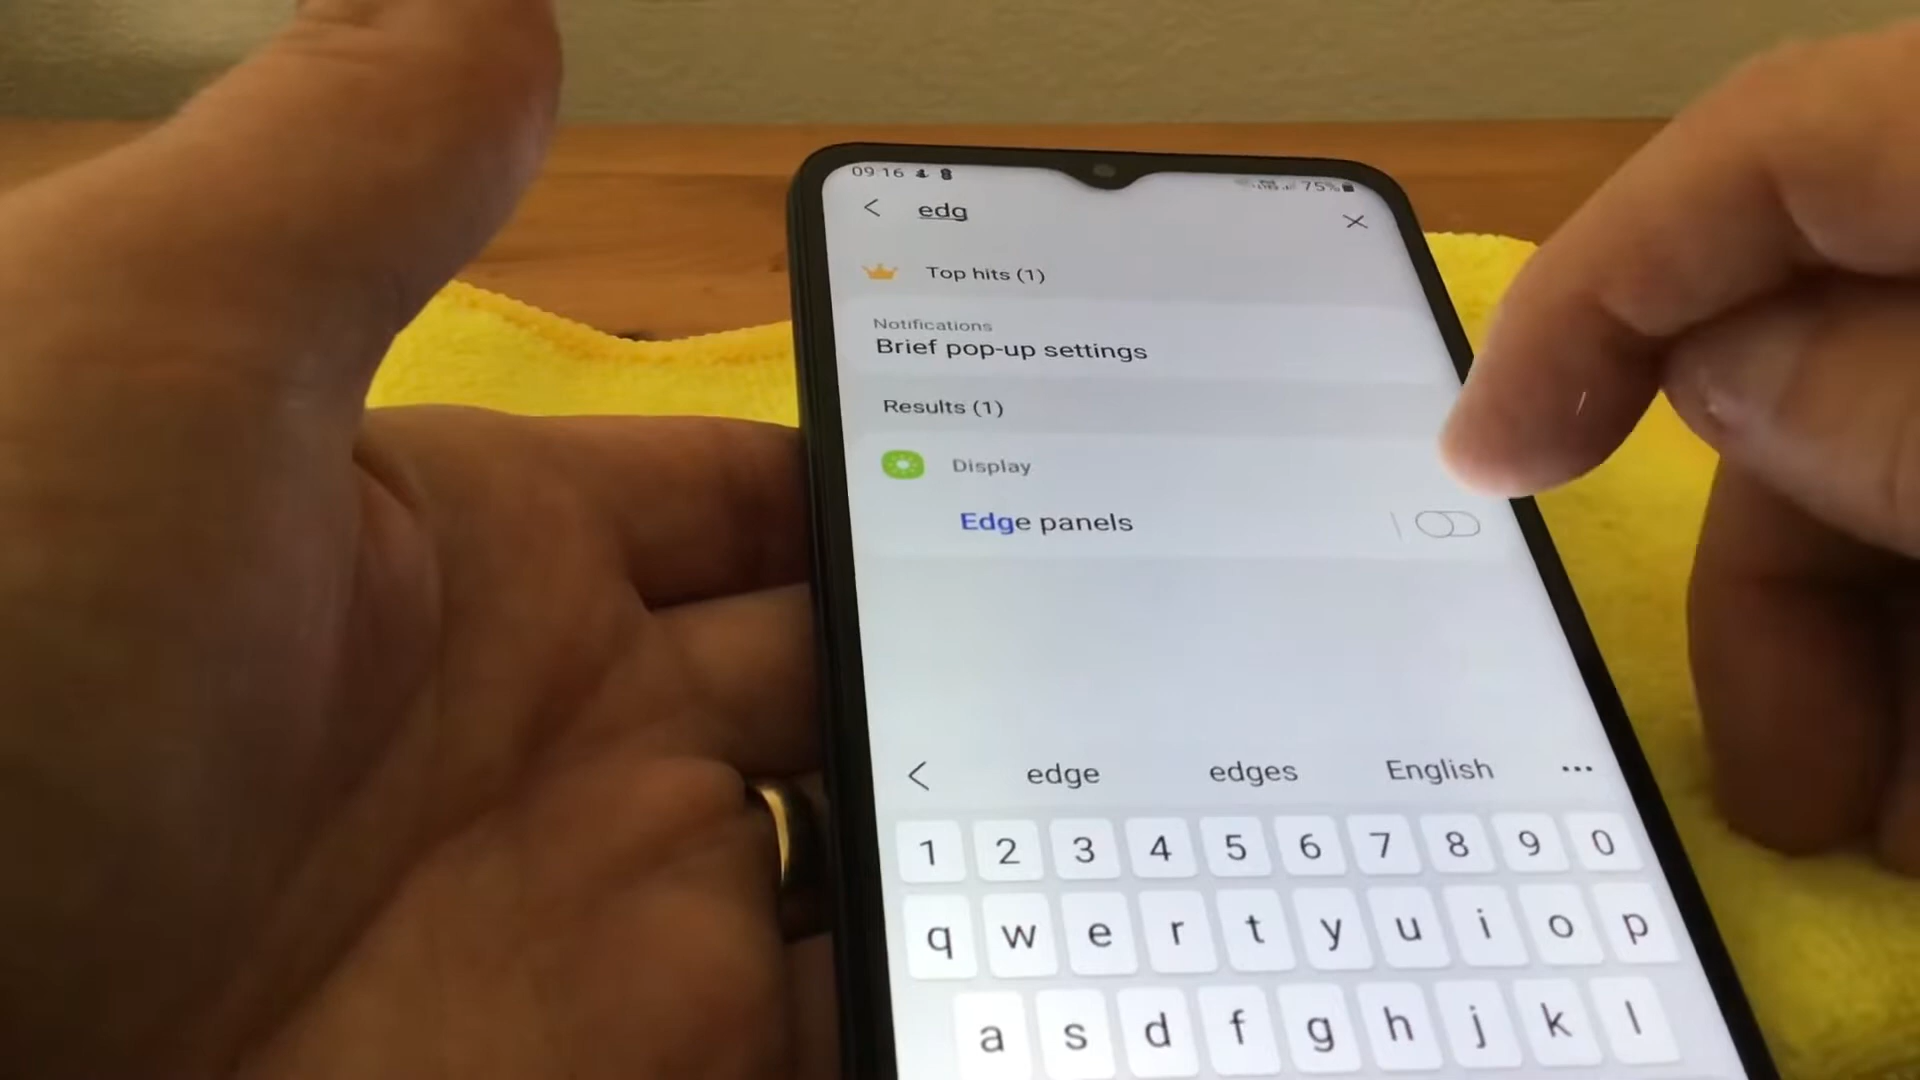 09:16 75%
edg
Top hits (1)
Notifications
Brief pop-up settings
Results (1)
Display
Edge panels
edge edges English ...
1 2 3 4 5 6 7 8 9 0
q w e r t y u i o p
a s d f g h j k l